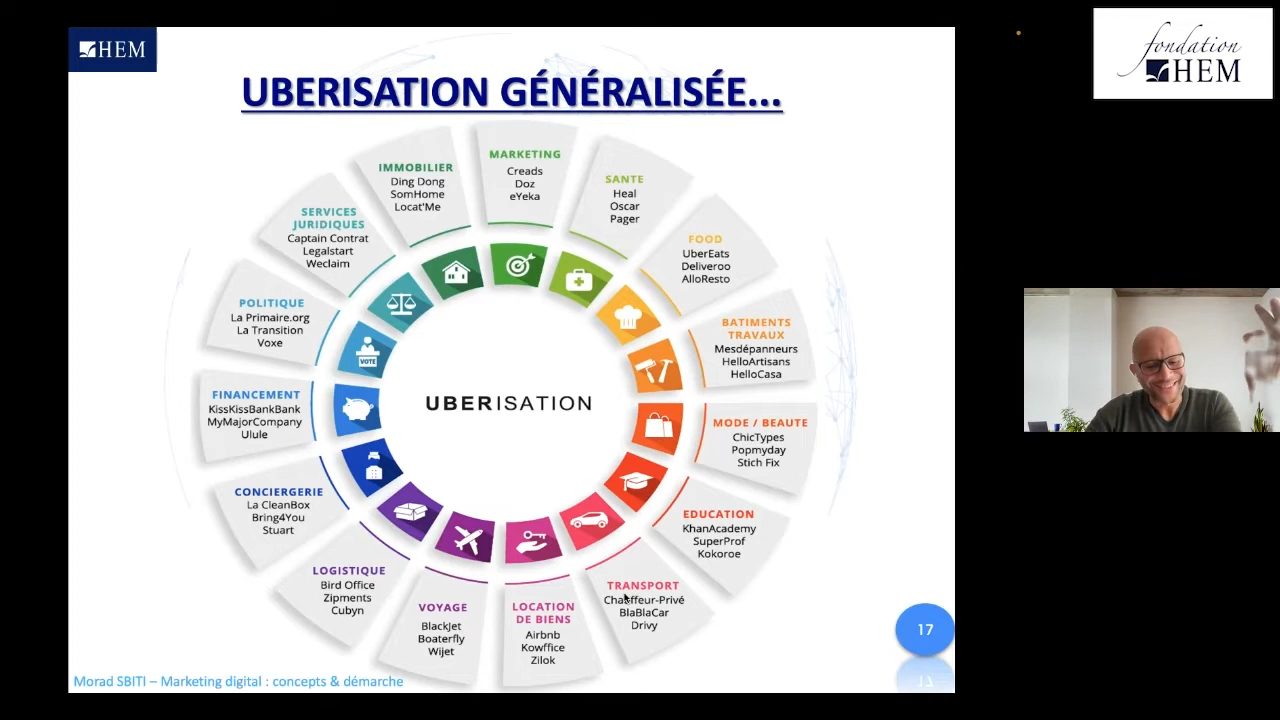 HEM
fondation
HEM
UBERISATION GÉNÉRALISÉE...
MARKETING
Creads
Doz
eYeka
SANTE
Heal
Oscar
Pager
FOOD
UberEats
Deliveroo
AlloResto
BATIMENTS
TRAVAUX
Mesdépanneurs
HelloArtisans
HelloCasa
MODE / BEAUTE
ChicTypes
Popmyday
Stich Fix
EDUCATION
KhanAcademy
SuperProf
Kokoroe
TRANSPORT
Chauffeur-Privé
BlaBlaCar
Drivy
LOCATION
DE BIENS
Airbnb
Kowffice
Zilok
VOYAGE
BlackJet
Boaterfly
Wijet
LOGISTIQUE
Bird Office
Zipments
Cubyn
CONCIERGERIE
La CleanBox
Bring4You
Stuart
FINANCEMENT
KissKissBankBank
MyMajorCompany
Ulule
POLITIQUE
La Primaire.org
La Transition
Voxe
SERVICES
JURIDIQUES
Captain Contrat
Legalstart
Weclaim
IMMOBILIER
Ding Dong
SomHome
Locat'Me
VOTE
UBERISATION
17
Morad SBITI – Marketing digital : concepts & démarche